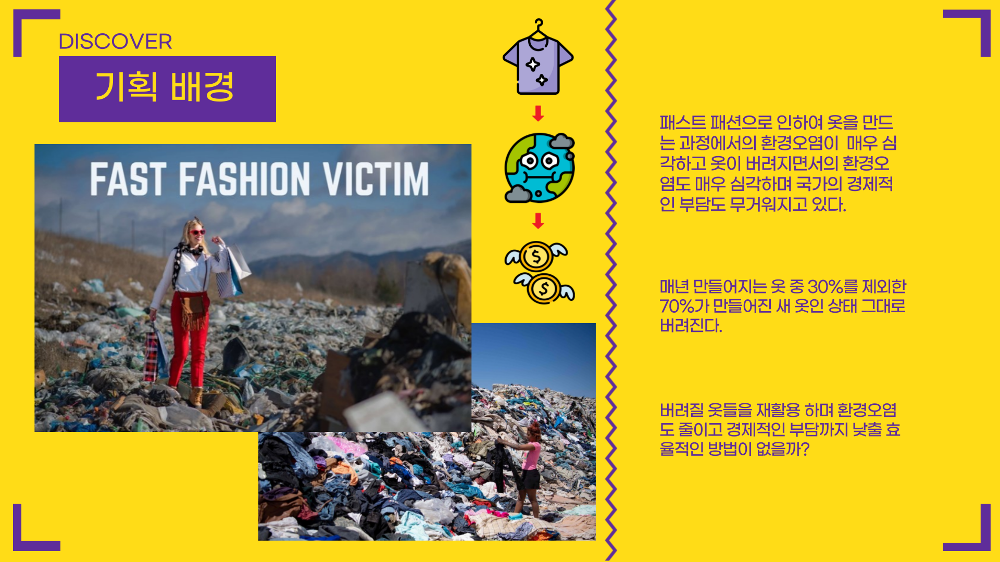 DISCOVER
기획 배경
FAST FASHION VICTIM
$
$
패스트 패션으로 인하여 옷을 만드
는 과정에서의 환경오염이 매우 심
각하고 옷이 버려지면서의 환경오
염도 매우 심각하며 국가의 경제적
인 부담도 무거워지고 있다.
매년 만들어지는 옷 중 30%를 제외한
70%가 만들어진 새 옷인 상태 그대로
버려진다.
버려질 옷들을 재활용 하며 환경오염
도 줄이고 경제적인 부담까지 낮출 효
율적인 방법이 없을까?